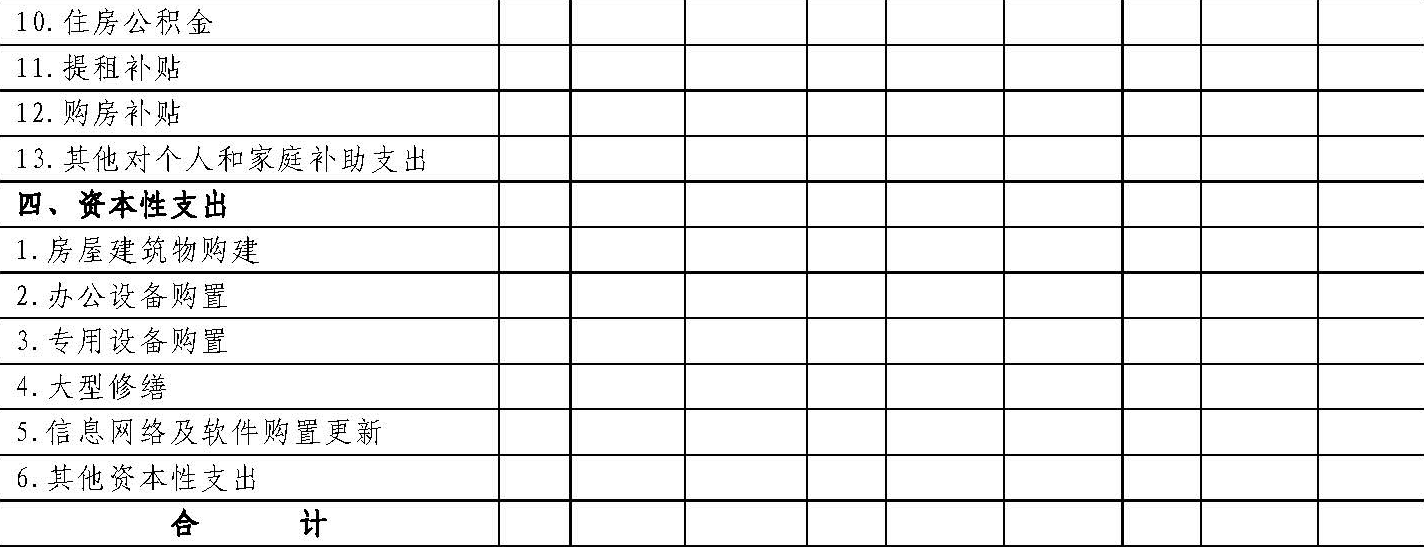 10.住房公积金
11.提租补贴
12.购房补贴
13.其他对个人和家庭补助支出
四、资本性支出
1.房屋建筑物购建
2.办公设备购置
3.专用设备购置
4.大型修缮
5.信息网络及软件购置更新
6.其他资本性支出
合 计